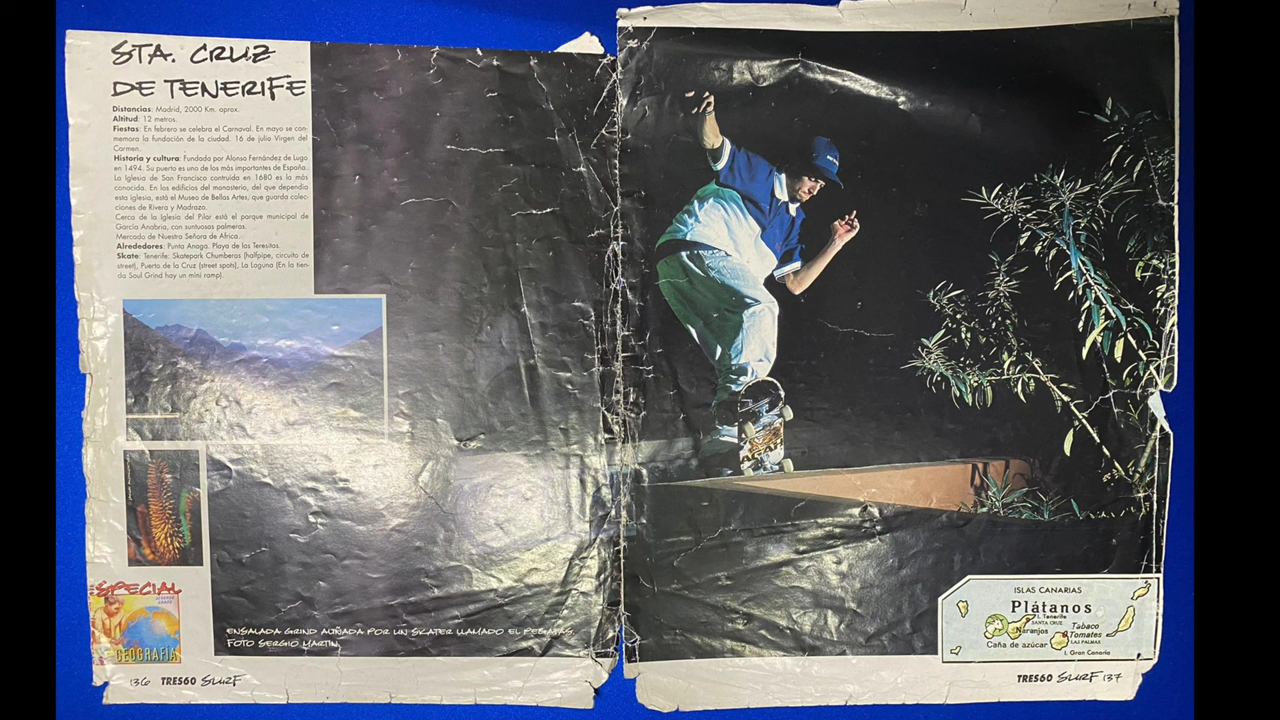 STA. CRUZ
DE TENERIFE
Distancias: Madrid, 2000 Km. aprox.
Altitud: 12 metros.
Fiestas: En febrero se celebra el Carnaval. En mayo se con-
memora la fundación de la ciudad. 16 de julio Virgen del
Carmen.
Historia y cultura: Fundada por Alonso Fernández de Lugo
en 1494. Su puerto es uno de los más importantes de España.
La Iglesia de San Francisco contruida en 1680 es la más
conocida. En los edificios del monasterio, del que dependía
esta iglesia, está el Museo de Bellas Artes, que guarda colec-
ciones de Rivera y Madrazo.
Cerca de la Iglesia del Pilar está el parque municipal de
García Anabria, con suntuosas palmeras.
Mercado de Nuestra Señora de Africa.
Alrededores: Punta Anaga. Playa de las Teresitas.
Skate: Tenerife: Skatepark Chumberas (halfpipe, circuito de
street), Puerto de la Cruz (street spots), La Laguna (En la tien-
da Soul Grind hay un mini ramp).
ESPECIAL
GEOGRAFIA
ENSALADA GRIND ALIÑADA POR UN SKATER LLAMADO EL PEGATAS.
FOTO SERGIO MARTIN.
136 TRES60 SURF
ISLAS CANARIAS
Plátanos
I. Tenerife
SANTA CRUZ
Naranjos
Tabaco
Tomates
Caña de azúcar
LAS PALMAS
I. Gran Canaria
TRES60 SURF 137